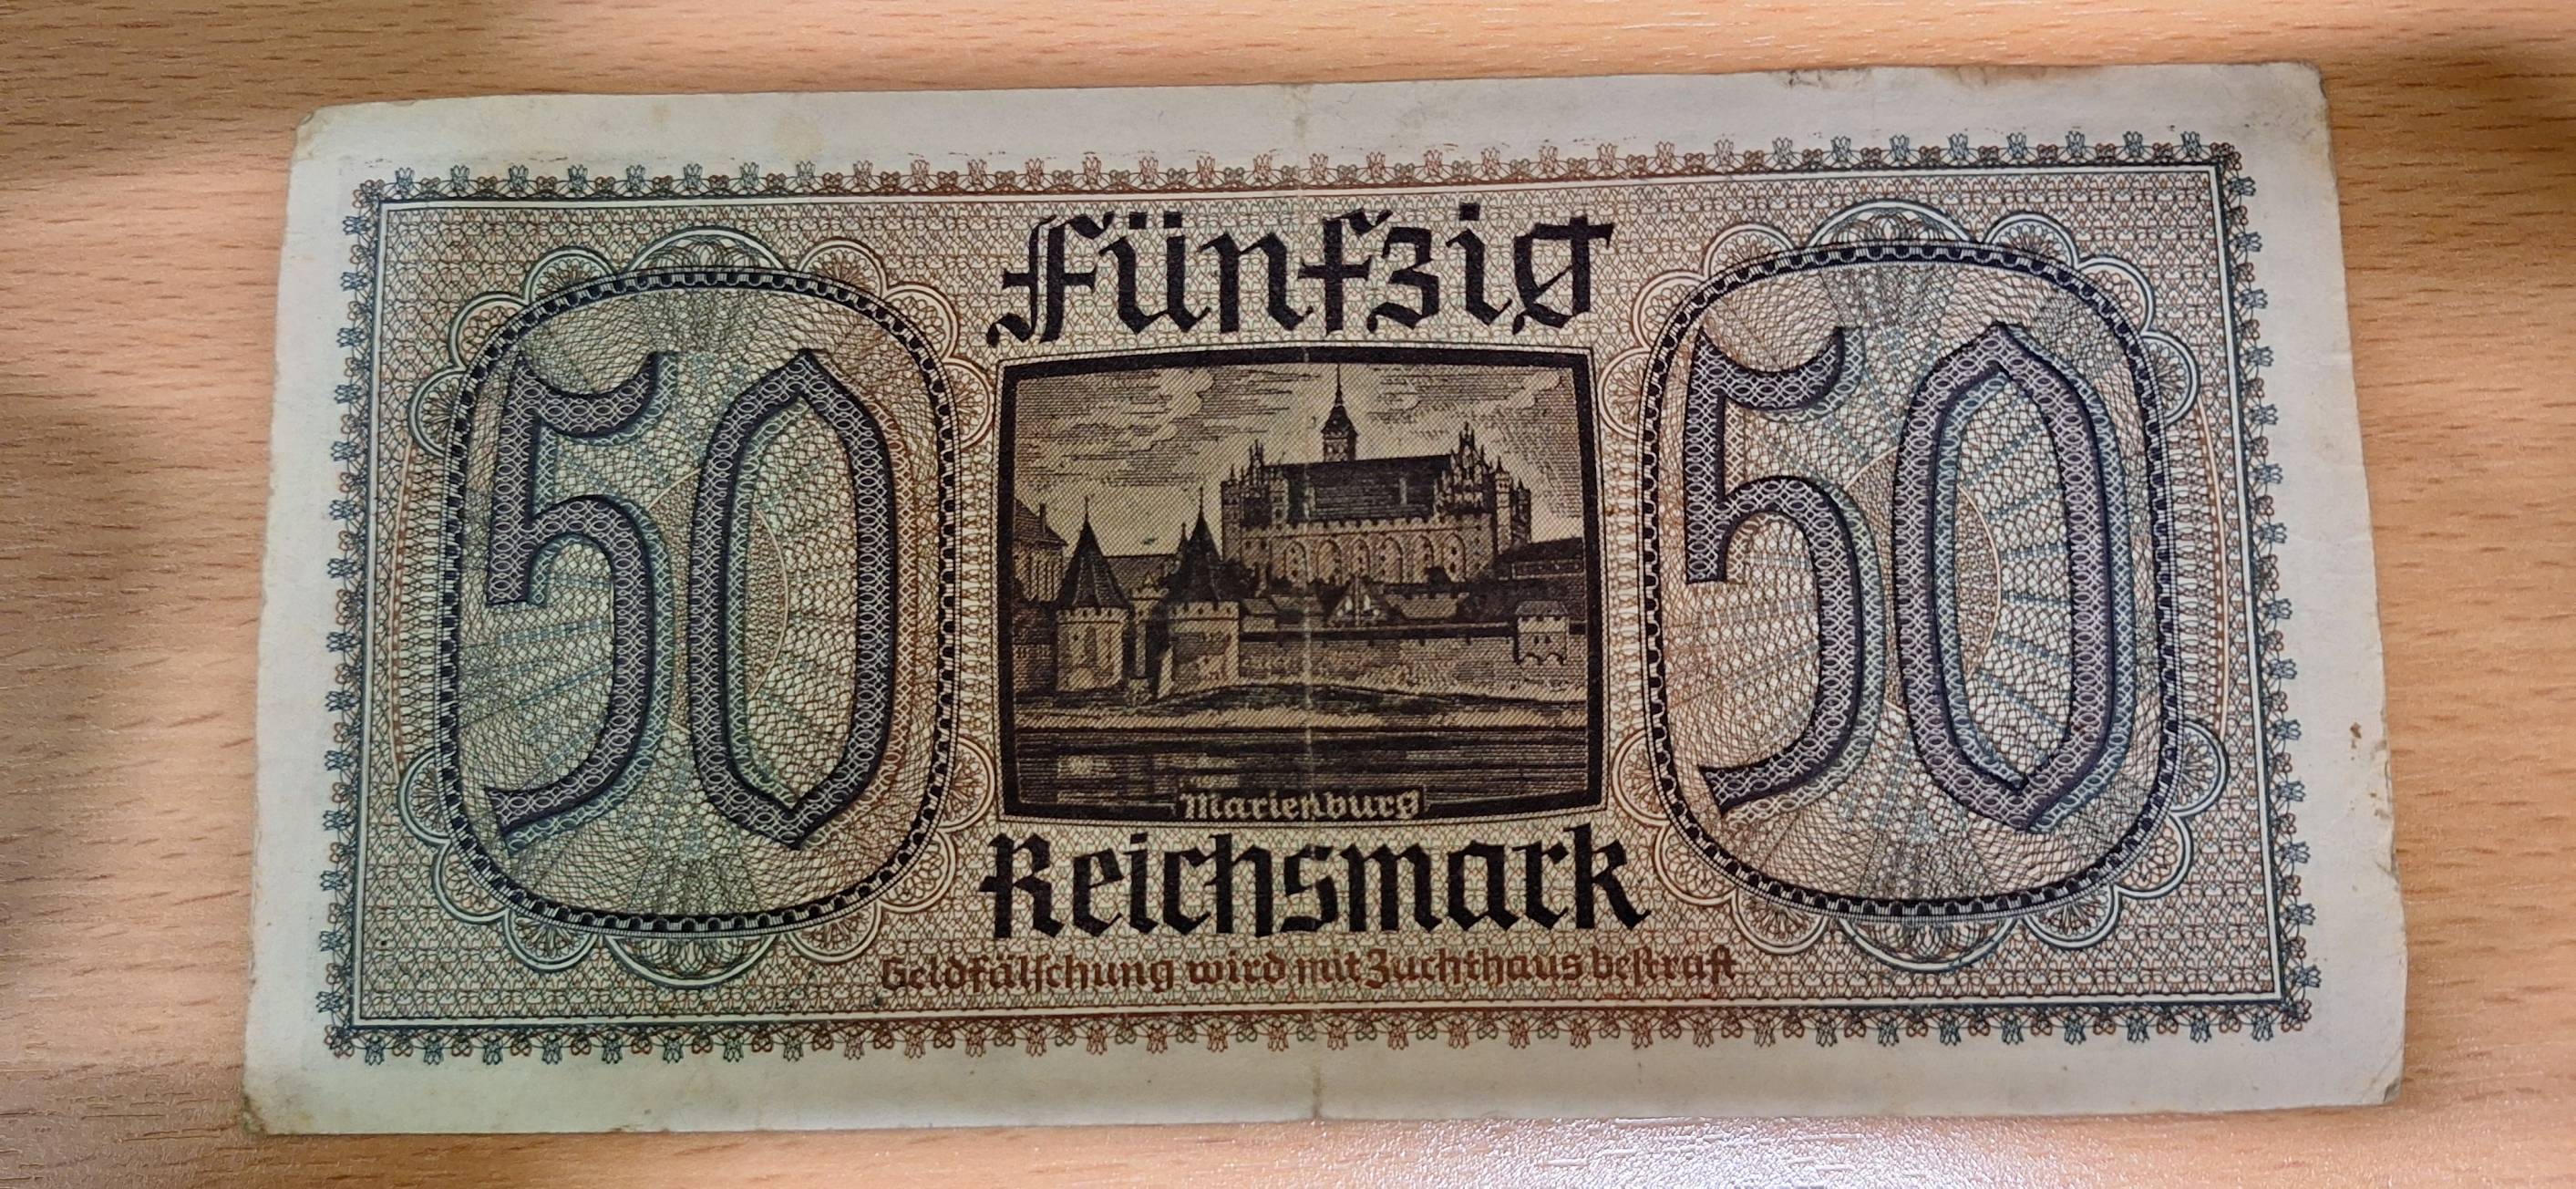 Fünfzig
50
50
Marienburg
Reichsmark
Geldfälschung wird mit Zuchthaus bestraft